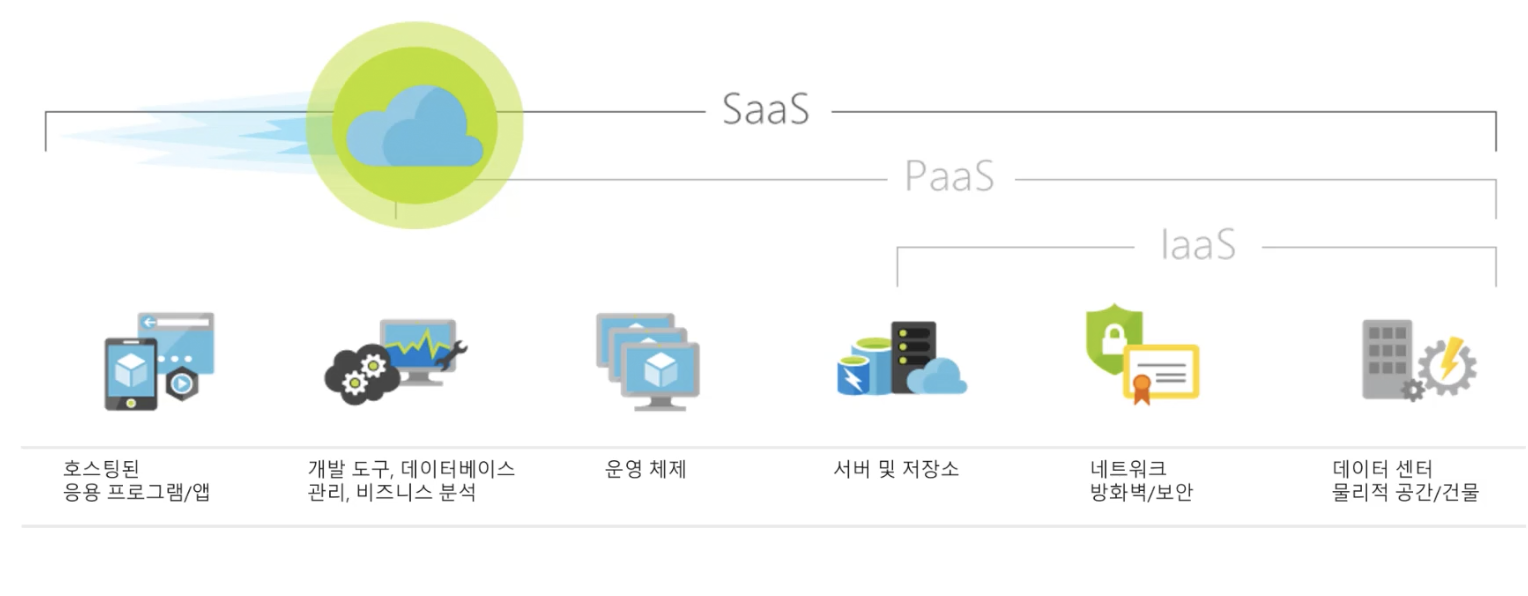 SaaS
PaaS
IaaS
호스팅된
응용 프로그램/앱
개발 도구, 데이터베이스
관리, 비즈니스 분석
운영 체제
서버 및 저장소
네트워크
방화벽/보안
데이터 센터
물리적 공간/건물